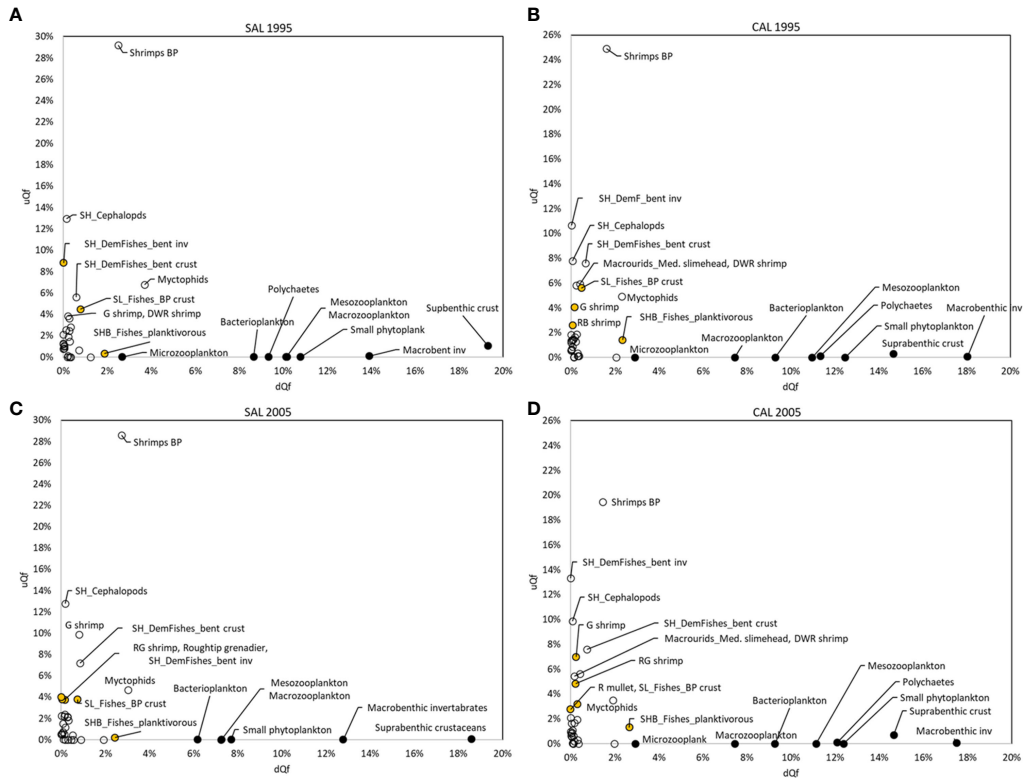 A
SAL 1995
30%
28%
26%
24%
22%
20%
18%
16%
14%
12%
10%
8%
6%
4%
2%
0%
uQf
Shrimps BP
SH_Cephalopds
SH_DemFishes_bent inv
SH_DemFishes_bent crust
Myctophids
SL_Fishes_BP crust
G shrimp, DWR shrimp
SHB_Fishes_planktivorous
Microzooplankton
Bacterioplankton
Polychaetes
Mesozooplankton
Macrozooplankton
Small phytoplank
Supbenthic crust
Macrobent inv
0% 2% 4% 6% 8% 10% 12% 14% 16% 18% 20%
dQf
B
CAL 1995
26%
24%
22%
20%
18%
16%
14%
12%
10%
8%
6%
4%
2%
0%
uQf
Shrimps BP
SH_DemF_bent inv
SH_Cephalopds
SH_DemFishes_bent crust
Macrourids_Med. slimehead, DWR shrimp
SL_Fishes_BP crust
Myctophids
G shrimp
RB shrimp
SHB_Fishes_planktivorous
Microzooplankton
Macrozooplankton
Bacterioplankton
Mesozooplankton
Polychaetes
Small phytoplankton
Suprabenthic crust
Macrobenthic inv
0% 2% 4% 6% 8% 10% 12% 14% 16% 18% 20%
dQf
C
SAL 2005
30%
28%
26%
24%
22%
20%
18%
16%
14%
12%
10%
8%
6%
4%
2%
0%
uQf
Shrimps BP
SH_Cephalopods
G shrimp
SH_DemFishes_bent crust
RG shrimp, Roughtip grenadier,
SH_DemFishes_bent inv
Myctophids
SL_Fishes_BP crust
SHB_Fishes_planktivorous
Bacterioplankton
Mesozooplankton
Macrozooplankton
Small phytoplankton
Macrobenthic invertabrates
Suprabenthic crustaceans
0% 2% 4% 6% 8% 10% 12% 14% 16% 18% 20%
dQf
D
CAL 2005
26%
24%
22%
20%
18%
16%
14%
12%
10%
8%
6%
4%
2%
0%
uQf
Shrimps BP
SH_DemFishes_bent inv
SH_Cephalopods
G shrimp
SH_DemFishes_bent crust
Macrourids_Med. slimehead, DWR shrimp
RG shrimp
R mullet, SL_Fishes_BP crust
Myctophids
SHB_Fishes_planktivorous
Microzooplank
Macrozooplankton
Bacterioplankton
Mesozooplankton
Polychaetes
Small phytoplankton
Suprabenthic crust
Macrobenthic inv
0% 2% 4% 6% 8% 10% 12% 14% 16% 18% 20%
dQf